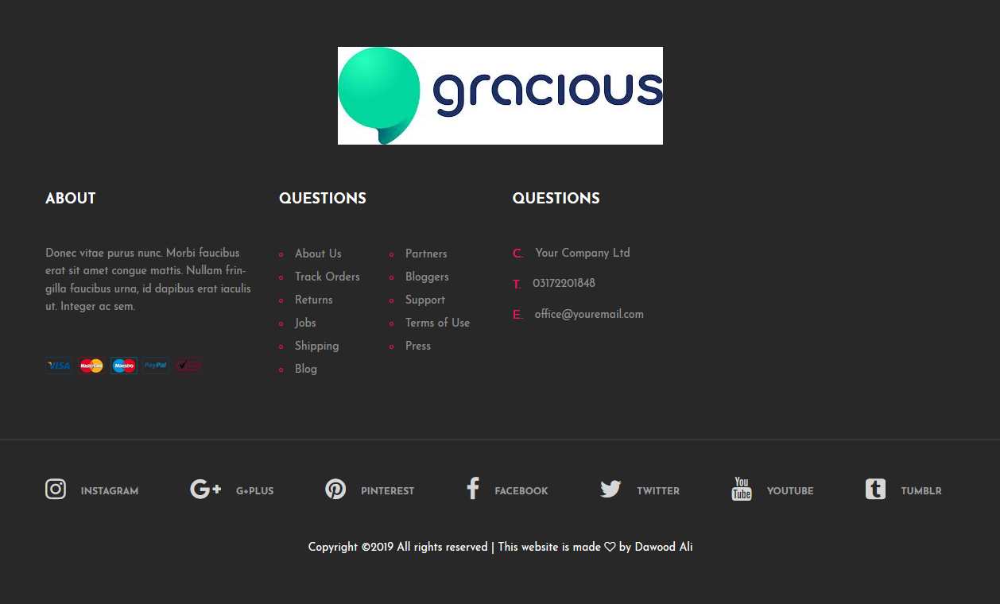 gracious
ABOUT
Donec vitae purus nunc. Morbi faucibus
erat sit amet congue mattis. Nullam frin-
gilla faucibus urna, id dapibus erat iaculis
ut. Integer ac sem.
VISA MasterCard Maestro PayPal
QUESTIONS
About Us
Track Orders
Returns
Jobs
Shipping
Blog
Partners
Bloggers
Support
Terms of Use
Press
QUESTIONS
C. Your Company Ltd
T. 03172201848
E. office@youremail.com
INSTAGRAM G+PLUS PINTEREST FACEBOOK TWITTER You Tube YOUTUBE TUMBLR
Copyright ©2019 All rights reserved | This website is made ♡ by Dawood Ali